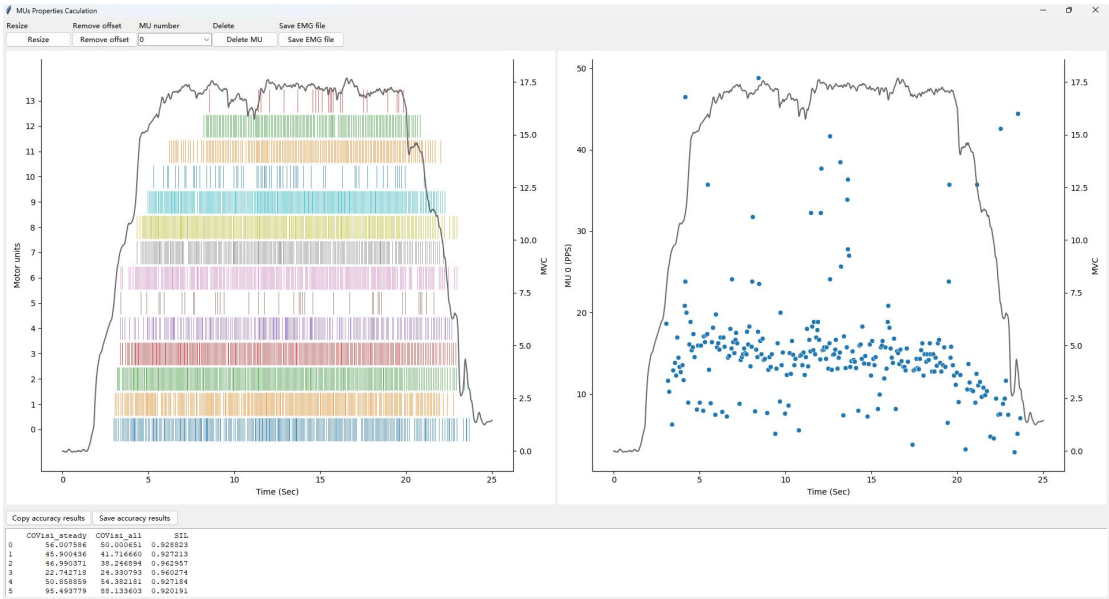 MUs Properties Caculation
Resize Remove offset MU number Delete Save EMG file
Resize Remove offset 0 Delete MU Save EMG file
13
12
11
10
9
8
7
6
5
4
3
2
1
0
Motor units
17.5
15.0
12.5
10.0
7.5
5.0
2.5
0.0
MVC
0 5 10 15 20 25
Time (Sec)
50
40
30
20
10
MU 0 (PPS)
17.5
15.0
12.5
10.0
7.5
5.0
2.5
0.0
MVC
0 5 10 15 20 25
Time (Sec)
Copy accuracy results Save accuracy results
COVisi_steady COVisi_all SIL
0 56.007586 50.000651 0.928823
1 45.900436 41.716660 0.927213
2 46.990371 38.246894 0.962957
3 22.742718 24.330793 0.960274
4 50.858859 54.382181 0.927184
5 95.493779 88.133603 0.920191